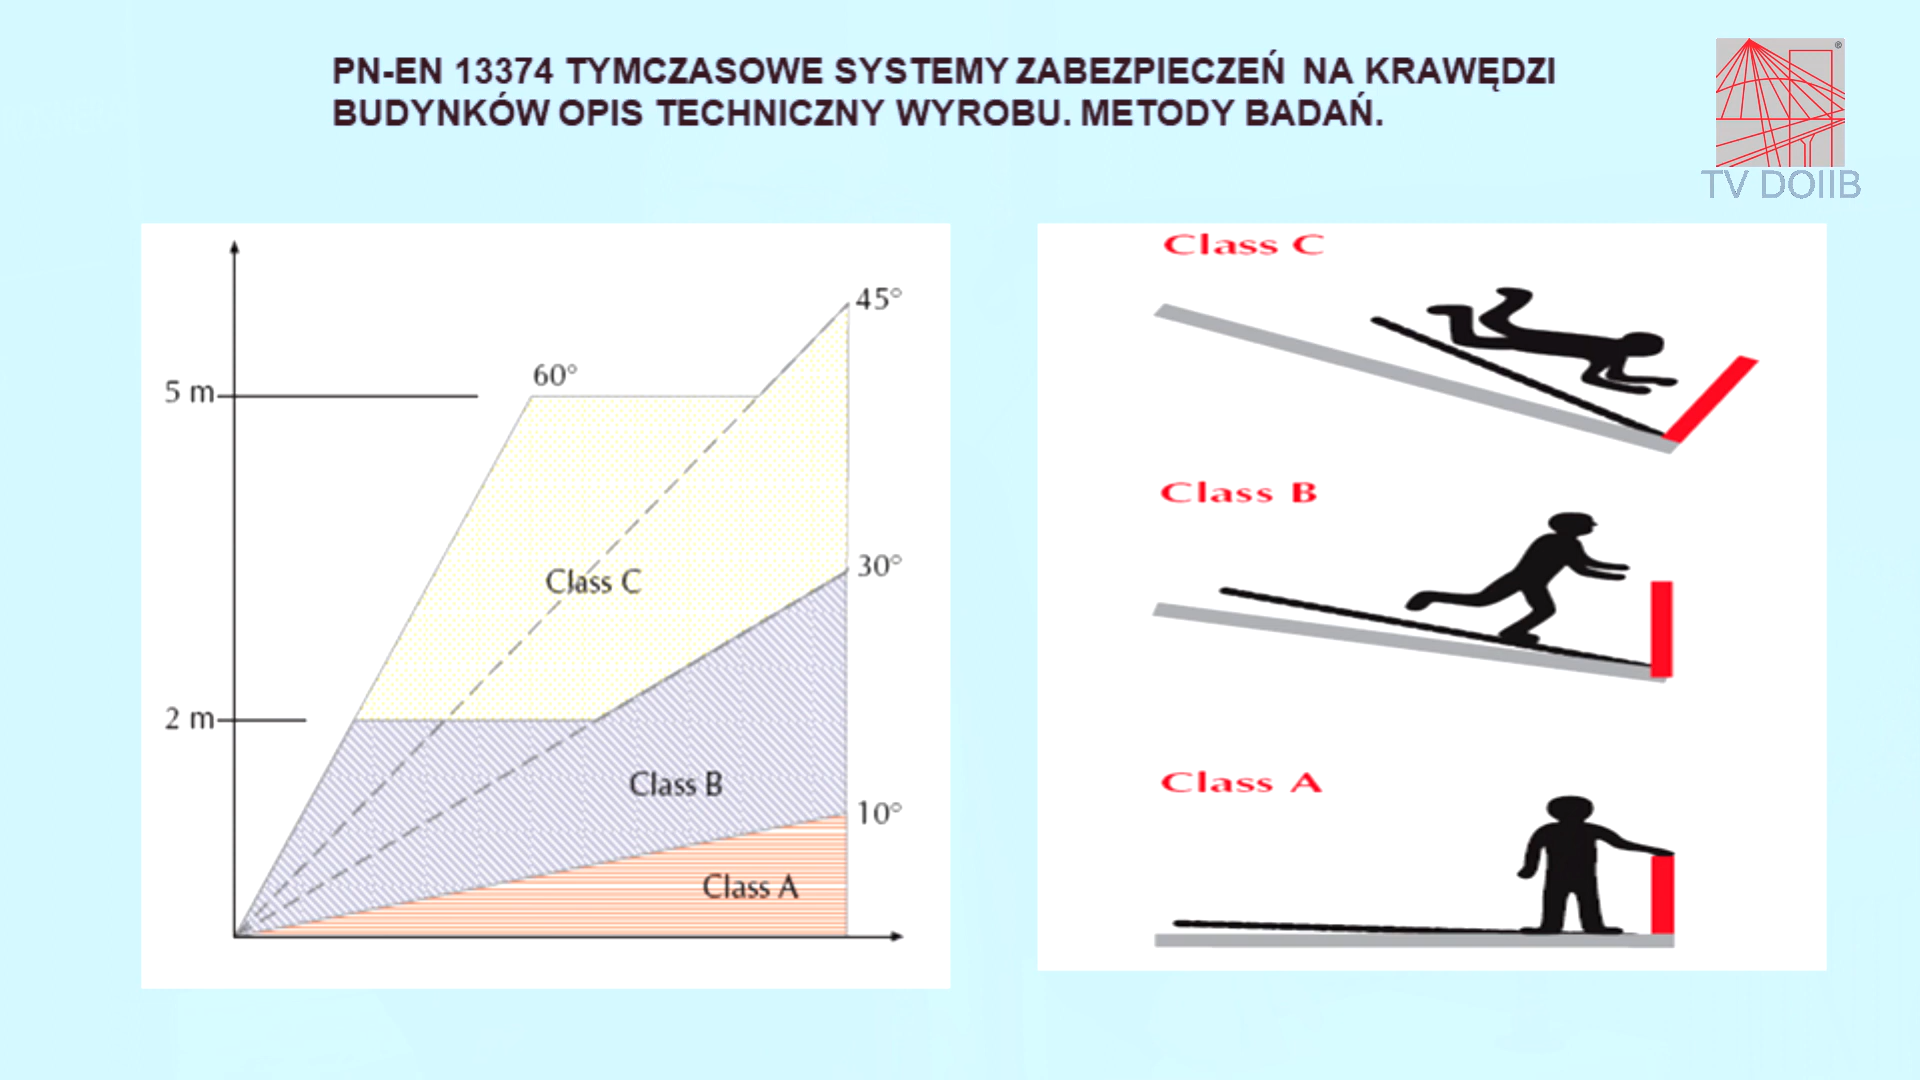 PN-EN 13374 TYMCZASOWE SYSTEMY ZABEZPIECZEŃ NA KRAWĘDZI
BUDYNKÓW OPIS TECHNICZNY WYROBU. METODY BADAŃ.
®
TV DOIIB
45°
60°
5 m
30°
Class C
2 m
Class B
10°
Class A
Class C
Class B
Class A